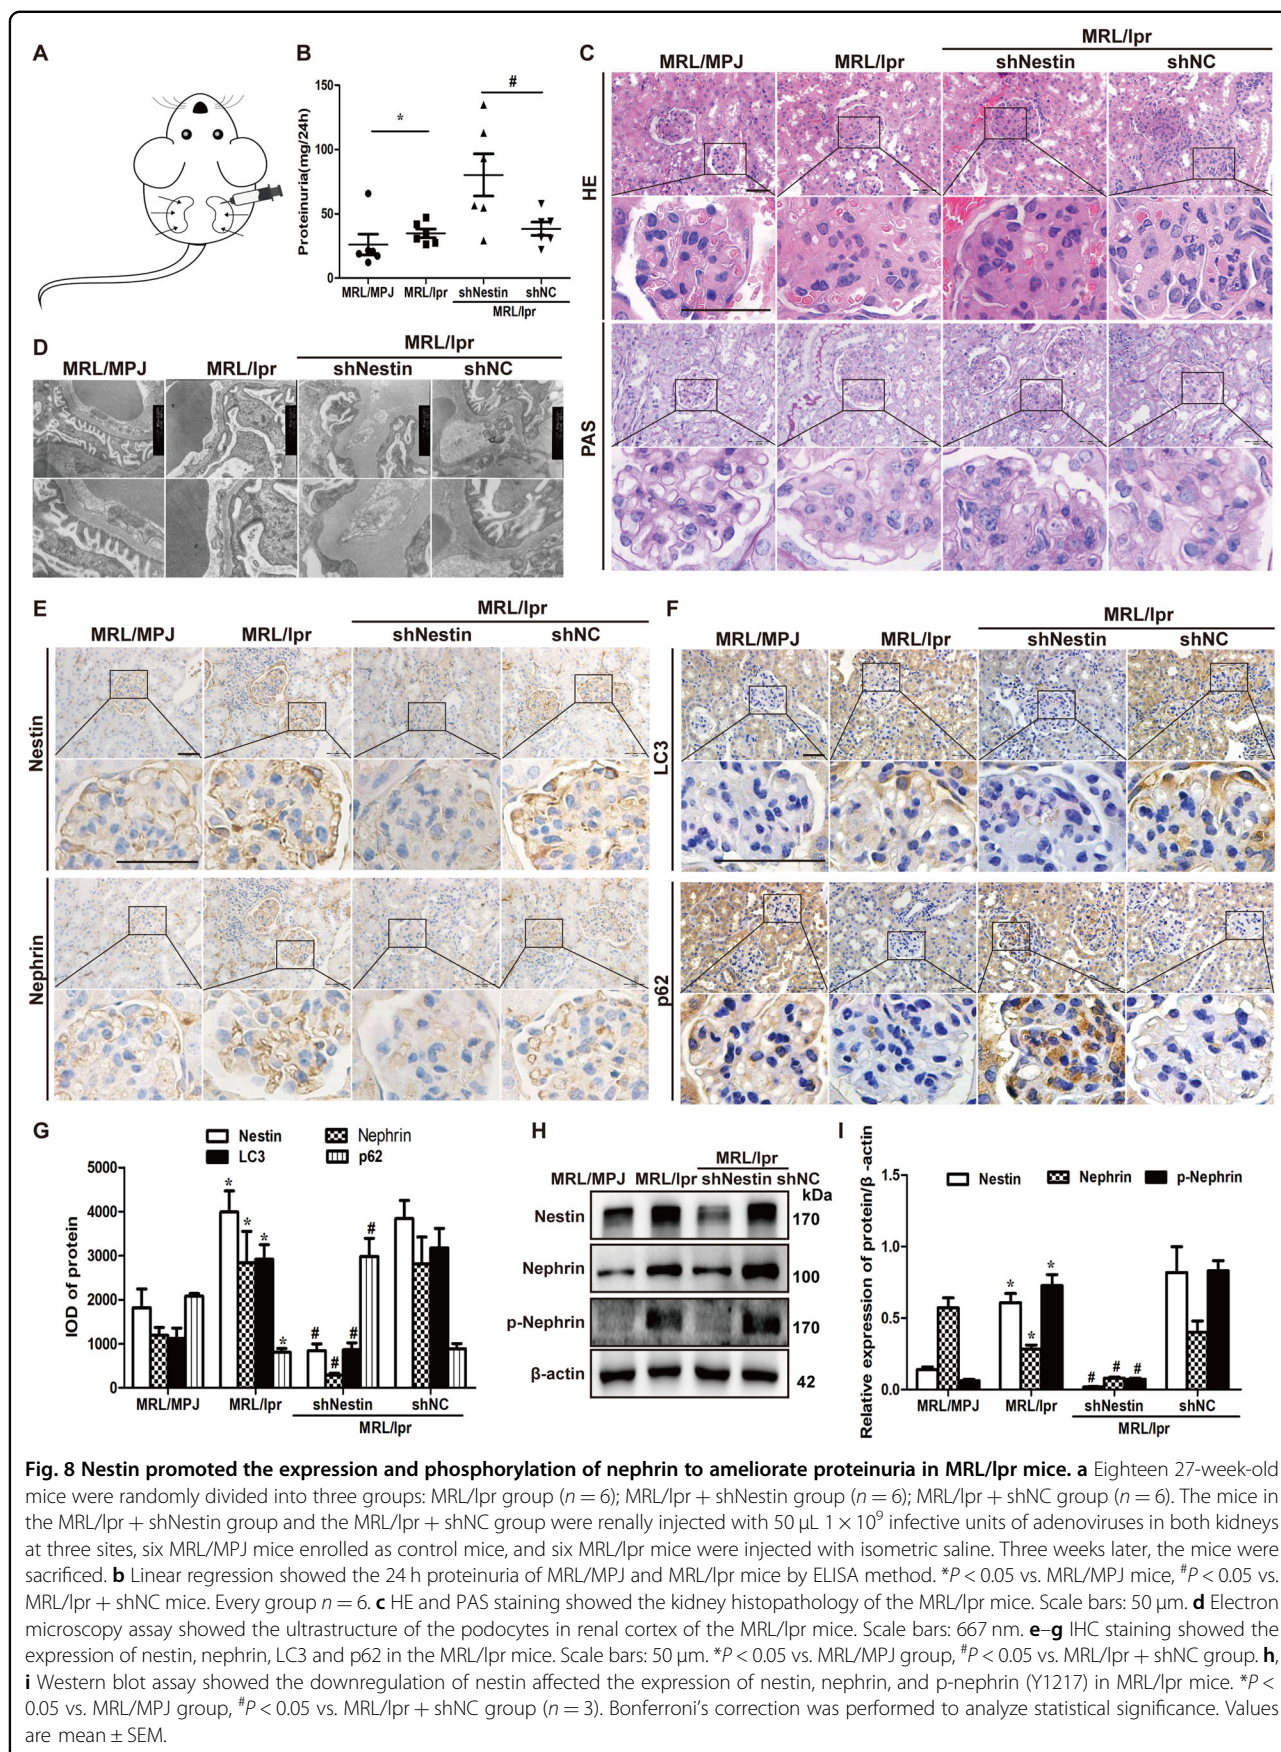 A
B
Proteinuria(mg/24h)
150
100
50
0
*
#
MRL/MPJ MRL/lpr shNestin shNC
MRL/lpr
C
MRL/lpr
MRL/MPJ MRL/lpr shNestin shNC
HE
PAS
D
MRL/lpr
MRL/MPJ MRL/lpr shNestin shNC
E
MRL/lpr
MRL/MPJ MRL/lpr shNestin shNC
Nestin
Nephrin
F
MRL/lpr
MRL/MPJ MRL/lpr shNestin shNC
LC3
p62
G
Nestin Nephrin
LC3 p62
IOD of protein
5000
4000
3000
2000
1000
0
* * * *
# # # #
MRL/MPJ MRL/lpr shNestin shNC
MRL/lpr
H
MRL/lpr
MRL/MPJ MRL/lpr shNestin shNC
kDa
Nestin 170
Nephrin 100
p-Nephrin 170
β-actin 42
I
Nestin Nephrin p-Nephrin
Relative expression of protein/β -actin
1.5
1.0
0.5
0.0
* * *
# # #
MRL/MPJ MRL/lpr shNestin shNC
MRL/lpr
Fig. 8 Nestin promoted the expression and phosphorylation of nephrin to ameliorate proteinuria in MRL/lpr mice. a Eighteen 27-week-old
mice were randomly divided into three groups: MRL/lpr group (n = 6); MRL/lpr + shNestin group (n = 6); MRL/lpr + shNC group (n = 6). The mice in
the MRL/lpr + shNestin group and the MRL/lpr + shNC group were renally injected with 50 μL 1 × 10⁹ infective units of adenoviruses in both kidneys
at three sites, six MRL/MPJ mice enrolled as control mice, and six MRL/lpr mice were injected with isometric saline. Three weeks later, the mice were
sacrificed. b Linear regression showed the 24 h proteinuria of MRL/MPJ and MRL/lpr mice by ELISA method. *P < 0.05 vs. MRL/MPJ mice, #P < 0.05 vs.
MRL/lpr + shNC mice. Every group n = 6. c HE and PAS staining showed the kidney histopathology of the MRL/lpr mice. Scale bars: 50 μm. d Electron
microscopy assay showed the ultrastructure of the podocytes in renal cortex of the MRL/lpr mice. Scale bars: 667 nm. e–g IHC staining showed the
expression of nestin, nephrin, LC3 and p62 in the MRL/lpr mice. Scale bars: 50 μm. *P < 0.05 vs. MRL/MPJ group, #P < 0.05 vs. MRL/lpr + shNC group. h,
i Western blot assay showed the downregulation of nestin affected the expression of nestin, nephrin, and p-nephrin (Y1217) in MRL/lpr mice. *P <
0.05 vs. MRL/MPJ group, #P < 0.05 vs. MRL/lpr + shNC group (n = 3). Bonferroni's correction was performed to analyze statistical significance. Values
are mean ± SEM.